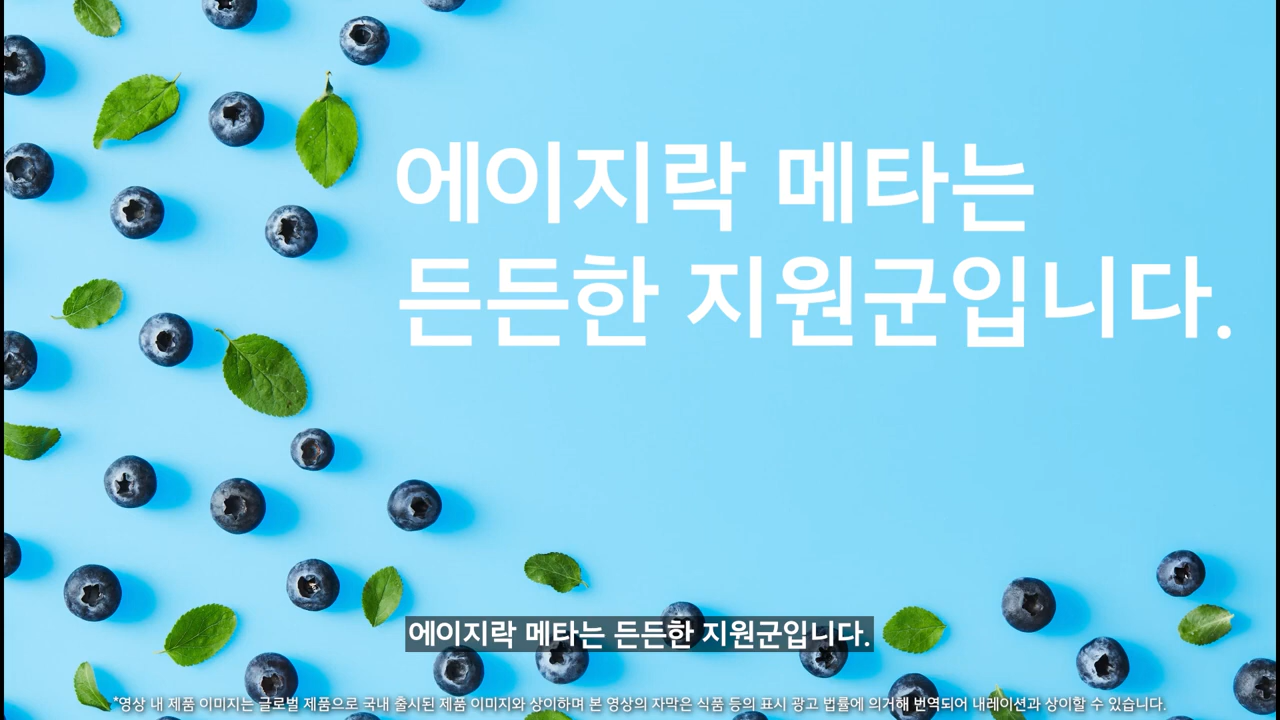 에이지락 메타는
든든한 지원군입니다.
에이지락 메타는 든든한 지원군입니다.
*영상 내 제품 이미지는 글로벌 제품으로 국내 출시된 제품 이미지와 상이하며 본 영상의 자막은 식품 등의 표시 광고 법률에 의거해 번역되어 내레이션과 상이할 수 있습니다.